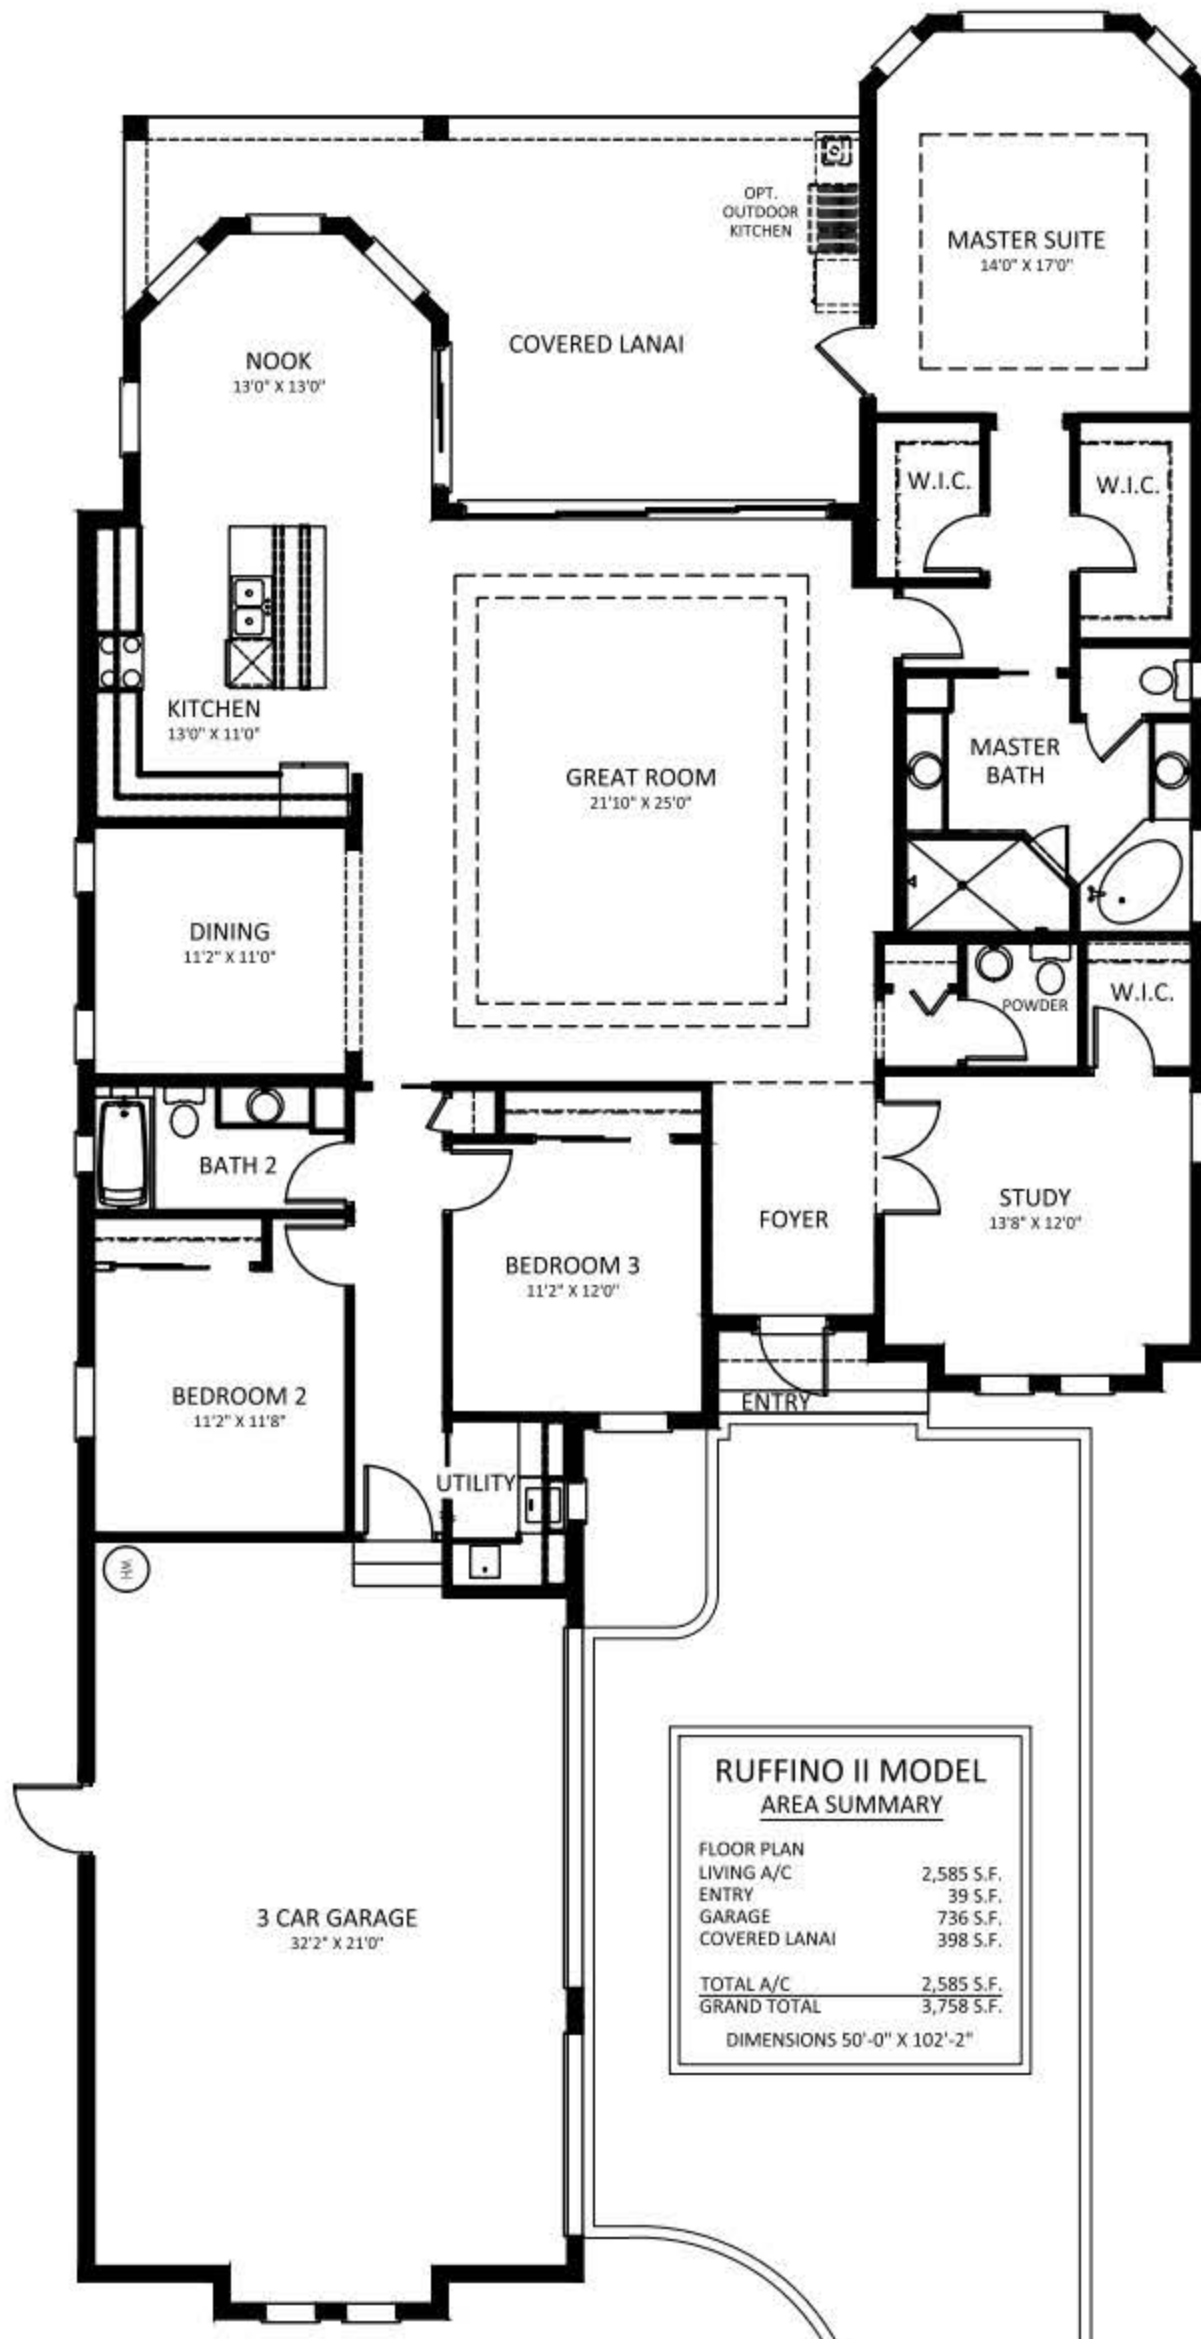 OPT.
OUTDOOR
KITCHEN
MASTER SUITE
14'0" X 17'0"
COVERED LANAI
NOOK
13'0" X 13'0"
W.I.C.
W.I.C.
KITCHEN
13'0" X 11'0"
MASTER
BATH
GREAT ROOM
21'10" X 25'0"
DINING
11'2" X 11'0"
POWDER
W.I.C.
BATH 2
STUDY
13'8" X 12'0"
FOYER
BEDROOM 3
11'2" X 12'0"
BEDROOM 2
11'2" X 11'8"
ENTRY
UTILITY
WH
RUFFINO II MODEL
AREA SUMMARY
FLOOR PLAN
LIVING A/C 2,585 S.F.
ENTRY 39 S.F.
GARAGE 736 S.F.
COVERED LANAI 398 S.F.
TOTAL A/C 2,585 S.F.
GRAND TOTAL 3,758 S.F.
DIMENSIONS 50'-0" X 102'-2"
3 CAR GARAGE
32'2" X 21'0"